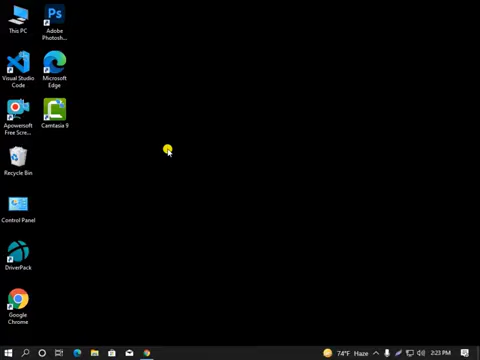 This PC
Ps
Adobe
Photosh...
Visual Studio
Code
Microsoft
Edge
Apowersoft
Free Scre...
Camtasia 9
Recycle Bin
Control Panel
DriverPack
Google
Chrome
74°F Haze
2:23 PM